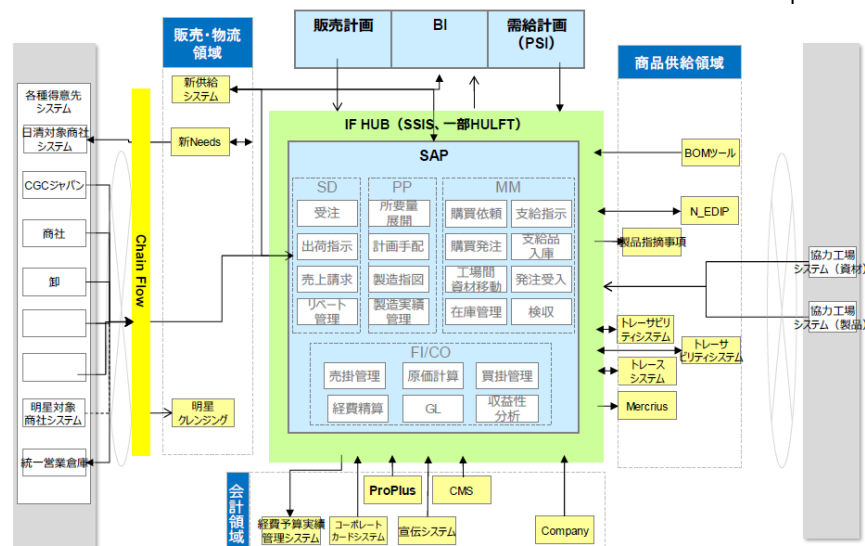 販売計画
BI
需給計画
(PSI)
販売・物流
領域
商品供給領域
新供給
システム
各種得意先
システム
日清対象商社
システム
新Needs
CGCジャパン
商社
卸
明星対象
商社システム
統一営業倉庫
Chain Flow
明星
クレンジング
IF HUB(SSIS、一部HULFT)
SAP
SD
受注
出荷指示
売上請求
リベート
管理
PP
所要量
展開
計画手配
製造指図
製造実績
管理
MM
購買依頼
支給指示
購買発注
支給品
入庫
工場間
資材移動
発注受入
在庫管理
検収
FI/CO
売掛管理
原価計算
買掛管理
経費精算
GL
収益性
分析
BOMツール
N_EDIP
製品指摘事項
トレーサビリ
ティシステム
トレーサ
ビリティシステム
トレース
システム
Mercrius
協力工場
システム(資材)
協力工場
システム(製品)
会計領域
経費予算実績
管理システム
コーポレート
カードシステム
ProPlus
宣伝システム
CMS
Company